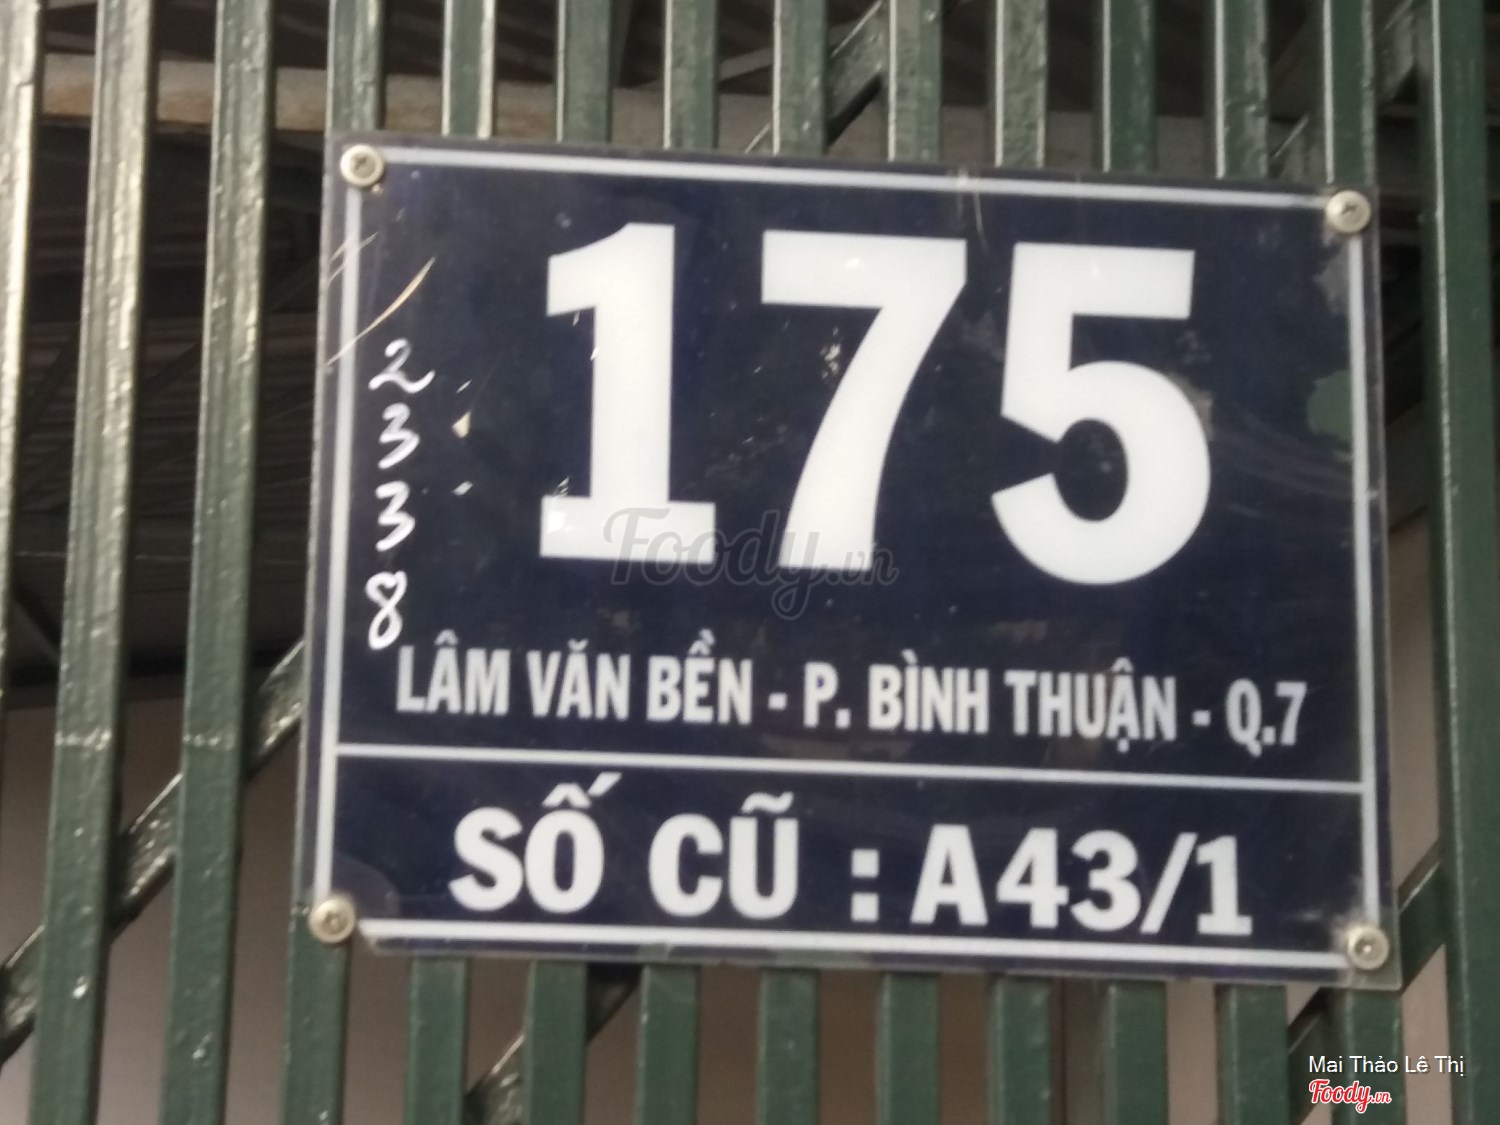 175
2338
LÂM VĂN BỀN - P. BÌNH THUẬN - Q.7
SỐ CŨ : A43/1
Foody.vn
Mai Thảo Lê Thị
Foody.vn